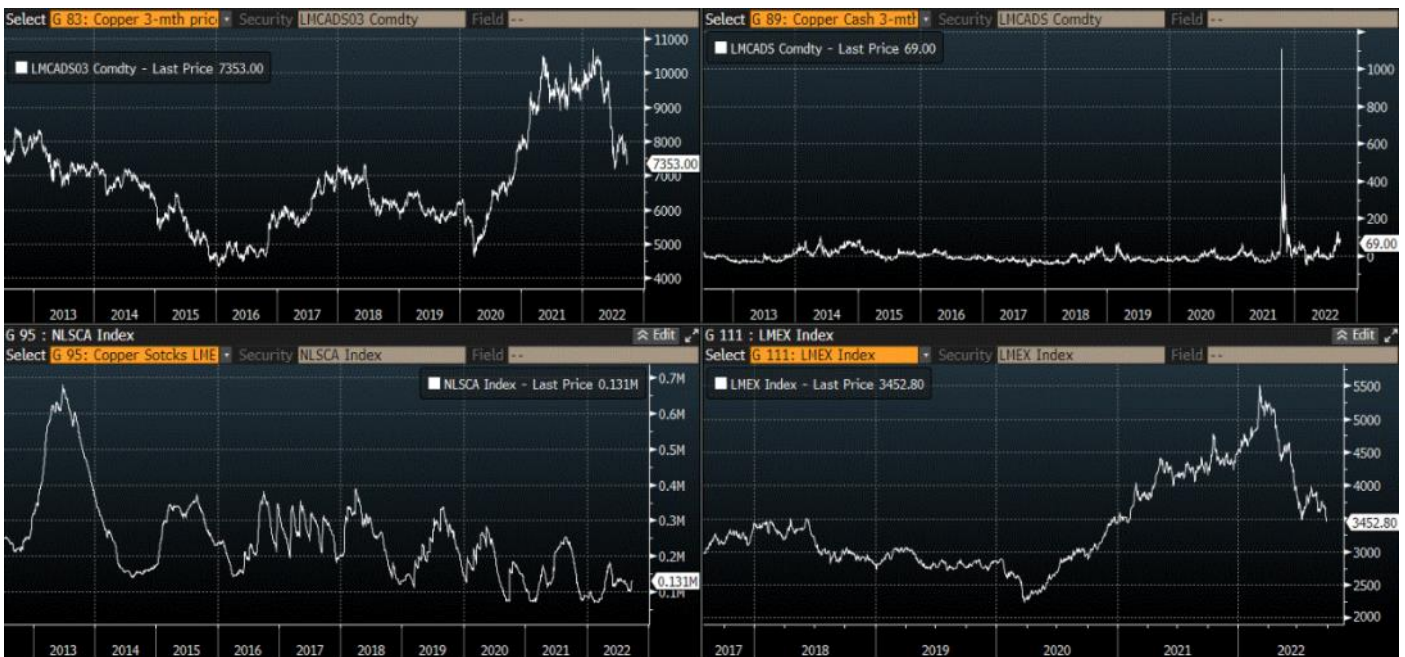 Select G 83: Copper 3-mth pric Security LMCADS03 Comdty Field --
LMCADS03 Comdty - Last Price 7353.00
11000
10000
9000
8000
7353.00
7000
6000
5000
4000
2013 2014 2015 2016 2017 2018 2019 2020 2021 2022
Select G 89: Copper Cash 3-mth Security LMCADS Comdty Field --
LMCADS Comdty - Last Price 69.00
1000
800
600
400
200
69.00
0
2013 2014 2015 2016 2017 2018 2019 2020 2021 2022
G 95 : NLSCA Index Edit
Select G 95: Copper Sotcks LME Security NLSCA Index Field --
NLSCA Index - Last Price 0.131M
0.7M
0.6M
0.5M
0.4M
0.3M
0.2M
0.131M
0.1M
2013 2014 2015 2016 2017 2018 2019 2020 2021 2022
G 111 : LMEX Index Edit
Select G 111: LMEX Index Security LMEX Index Field --
LMEX Index - Last Price 3452.80
5500
5000
4500
4000
3452.80
3000
2500
2000
2017 2018 2019 2020 2021 2022